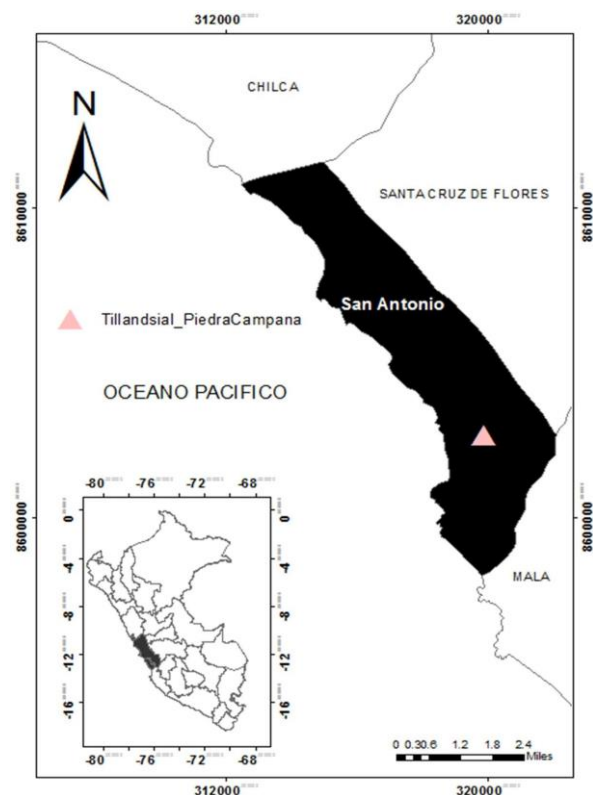 312000 320000
CHILCA
N
SANTA CRUZ DE FLORES
8610000 8610000
San Antonio
Tillandsial_PiedraCampana
OCEANO PACIFICO
-80 -76 -72 -68
0 0
-4 -4
-8 -8
-12 -12
-16 -16
-80 -76 -72 -68
8600000 8600000
MALA
0 0.30.6 1.2 1.8 2.4
Miles
312000 320000